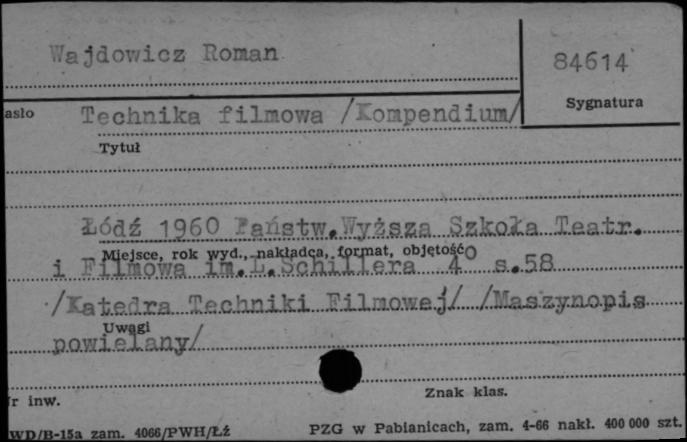 Wajdowicz Roman
84614
Sygnatura
asło
Technika filmowa /Kompendium/
Tytuł
Łódź 1960 Państw.Wyższa Szkoła Teatr.
Miejsce, rok wyd., nakładca, format, objętość
i Filmowa im.L.Schillera 4° s.58
/Katedra Techniki Filmowej/ /Maszynopis
Uwagi
powielany/
r inw.
Znak klas.
WD/B-15a zam. 4066/PWH/Łź
PZG w Pabianicach, zam. 4-66 nakł. 400 000 szt.